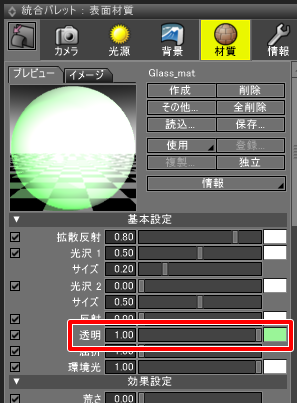 統合パレット：表面材質
カメラ 光源 背景 材質 情報
プレビュー イメージ
Glass_mat
作成 削除
その他... 全削除
読込... 保存...
使用 登録...
複製... 独立
情報
基本設定
拡散反射 0.80
光沢 1 0.50
サイズ 0.20
光沢 2 0.00
サイズ 0.50
反射 0.00
透明 1.00
屈折 1.00
環境光 1.00
効果設定
荒さ 0.00